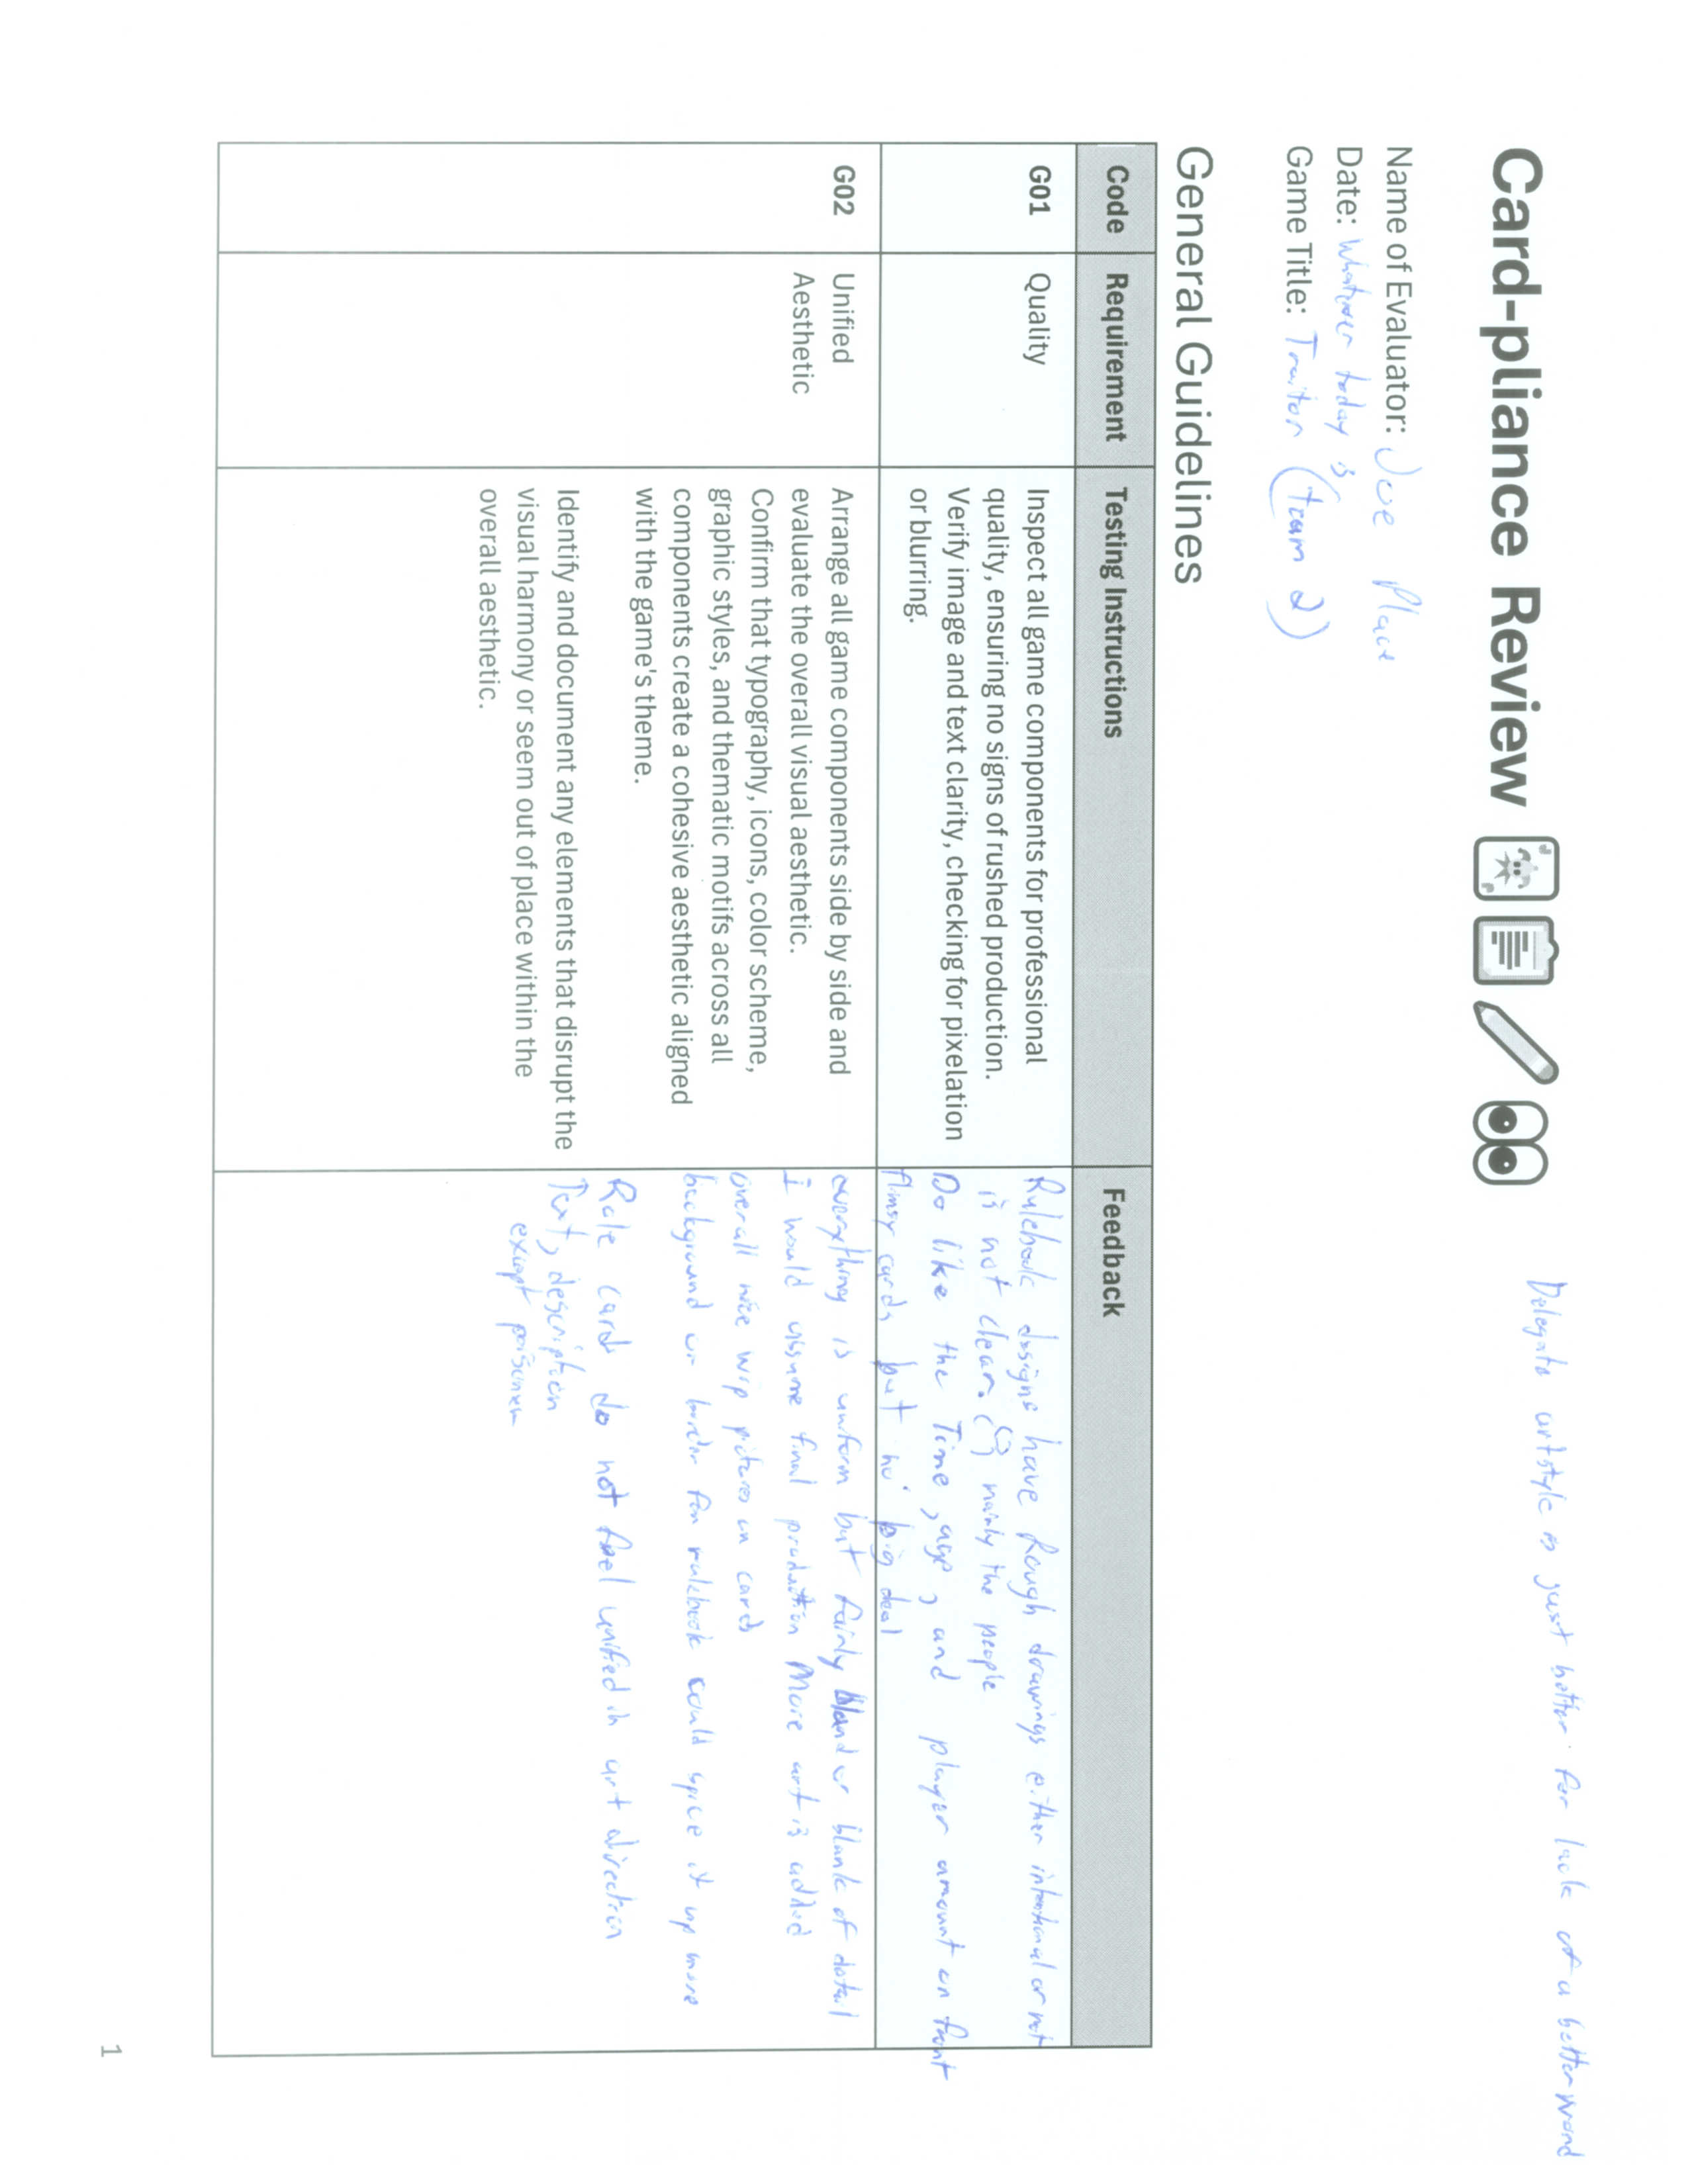 Delegate artstyle is just better for lack of a better word
Card-pliance Review
Name of Evaluator: Jose Place
Date: Whatever today is
Game Title: Traitor (team 2)
General Guidelines
Code Requirement Testing Instructions Feedback
G01
Quality
Inspect all game components for professional
quality, ensuring no signs of rushed production.
Verify image and text clarity, checking for pixelation
or blurring.
Rulebook designs have Rough drawings either intentional or not
is not clear. mainly the people
Do like the Time, age, and player amount on front
flimsy cards but no big deal
G02
Unified
Aesthetic
Arrange all game components side by side and
evaluate the overall visual aesthetic.
Confirm that typography, icons, color scheme,
graphic styles, and thematic motifs across all
components create a cohesive aesthetic aligned
with the game's theme.
Identify and document any elements that disrupt the
visual harmony or seem out of place within the
overall aesthetic.
everything is uniform but fairly bland or blank of detail
I would assume final production More art is added
overall nice wip pictures on cards
background or border for rulebook could spice it up more
Role cards do not feel unified in art direction
Text, description
except poisoner
1